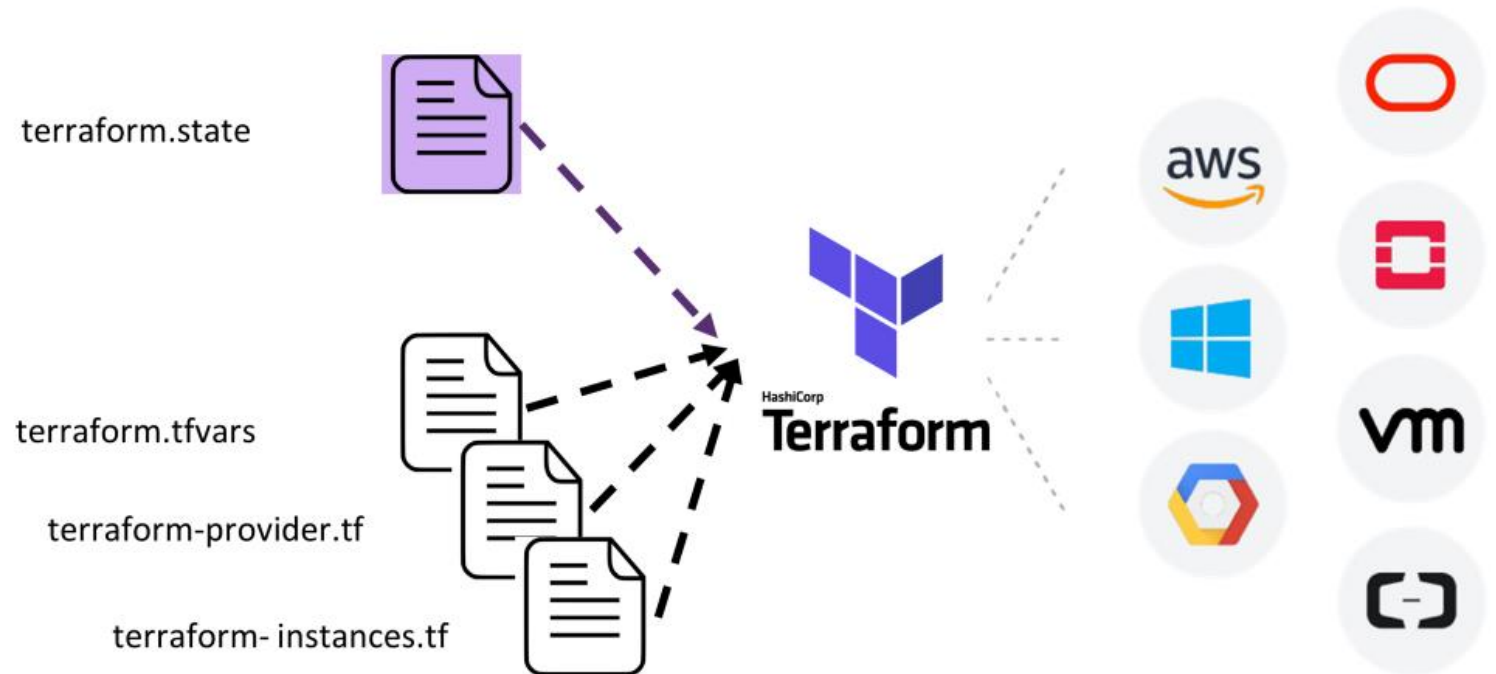 terraform.state
terraform.tfvars
terraform-provider.tf
terraform- instances.tf
HashiCorp
Terraform
aws
vm